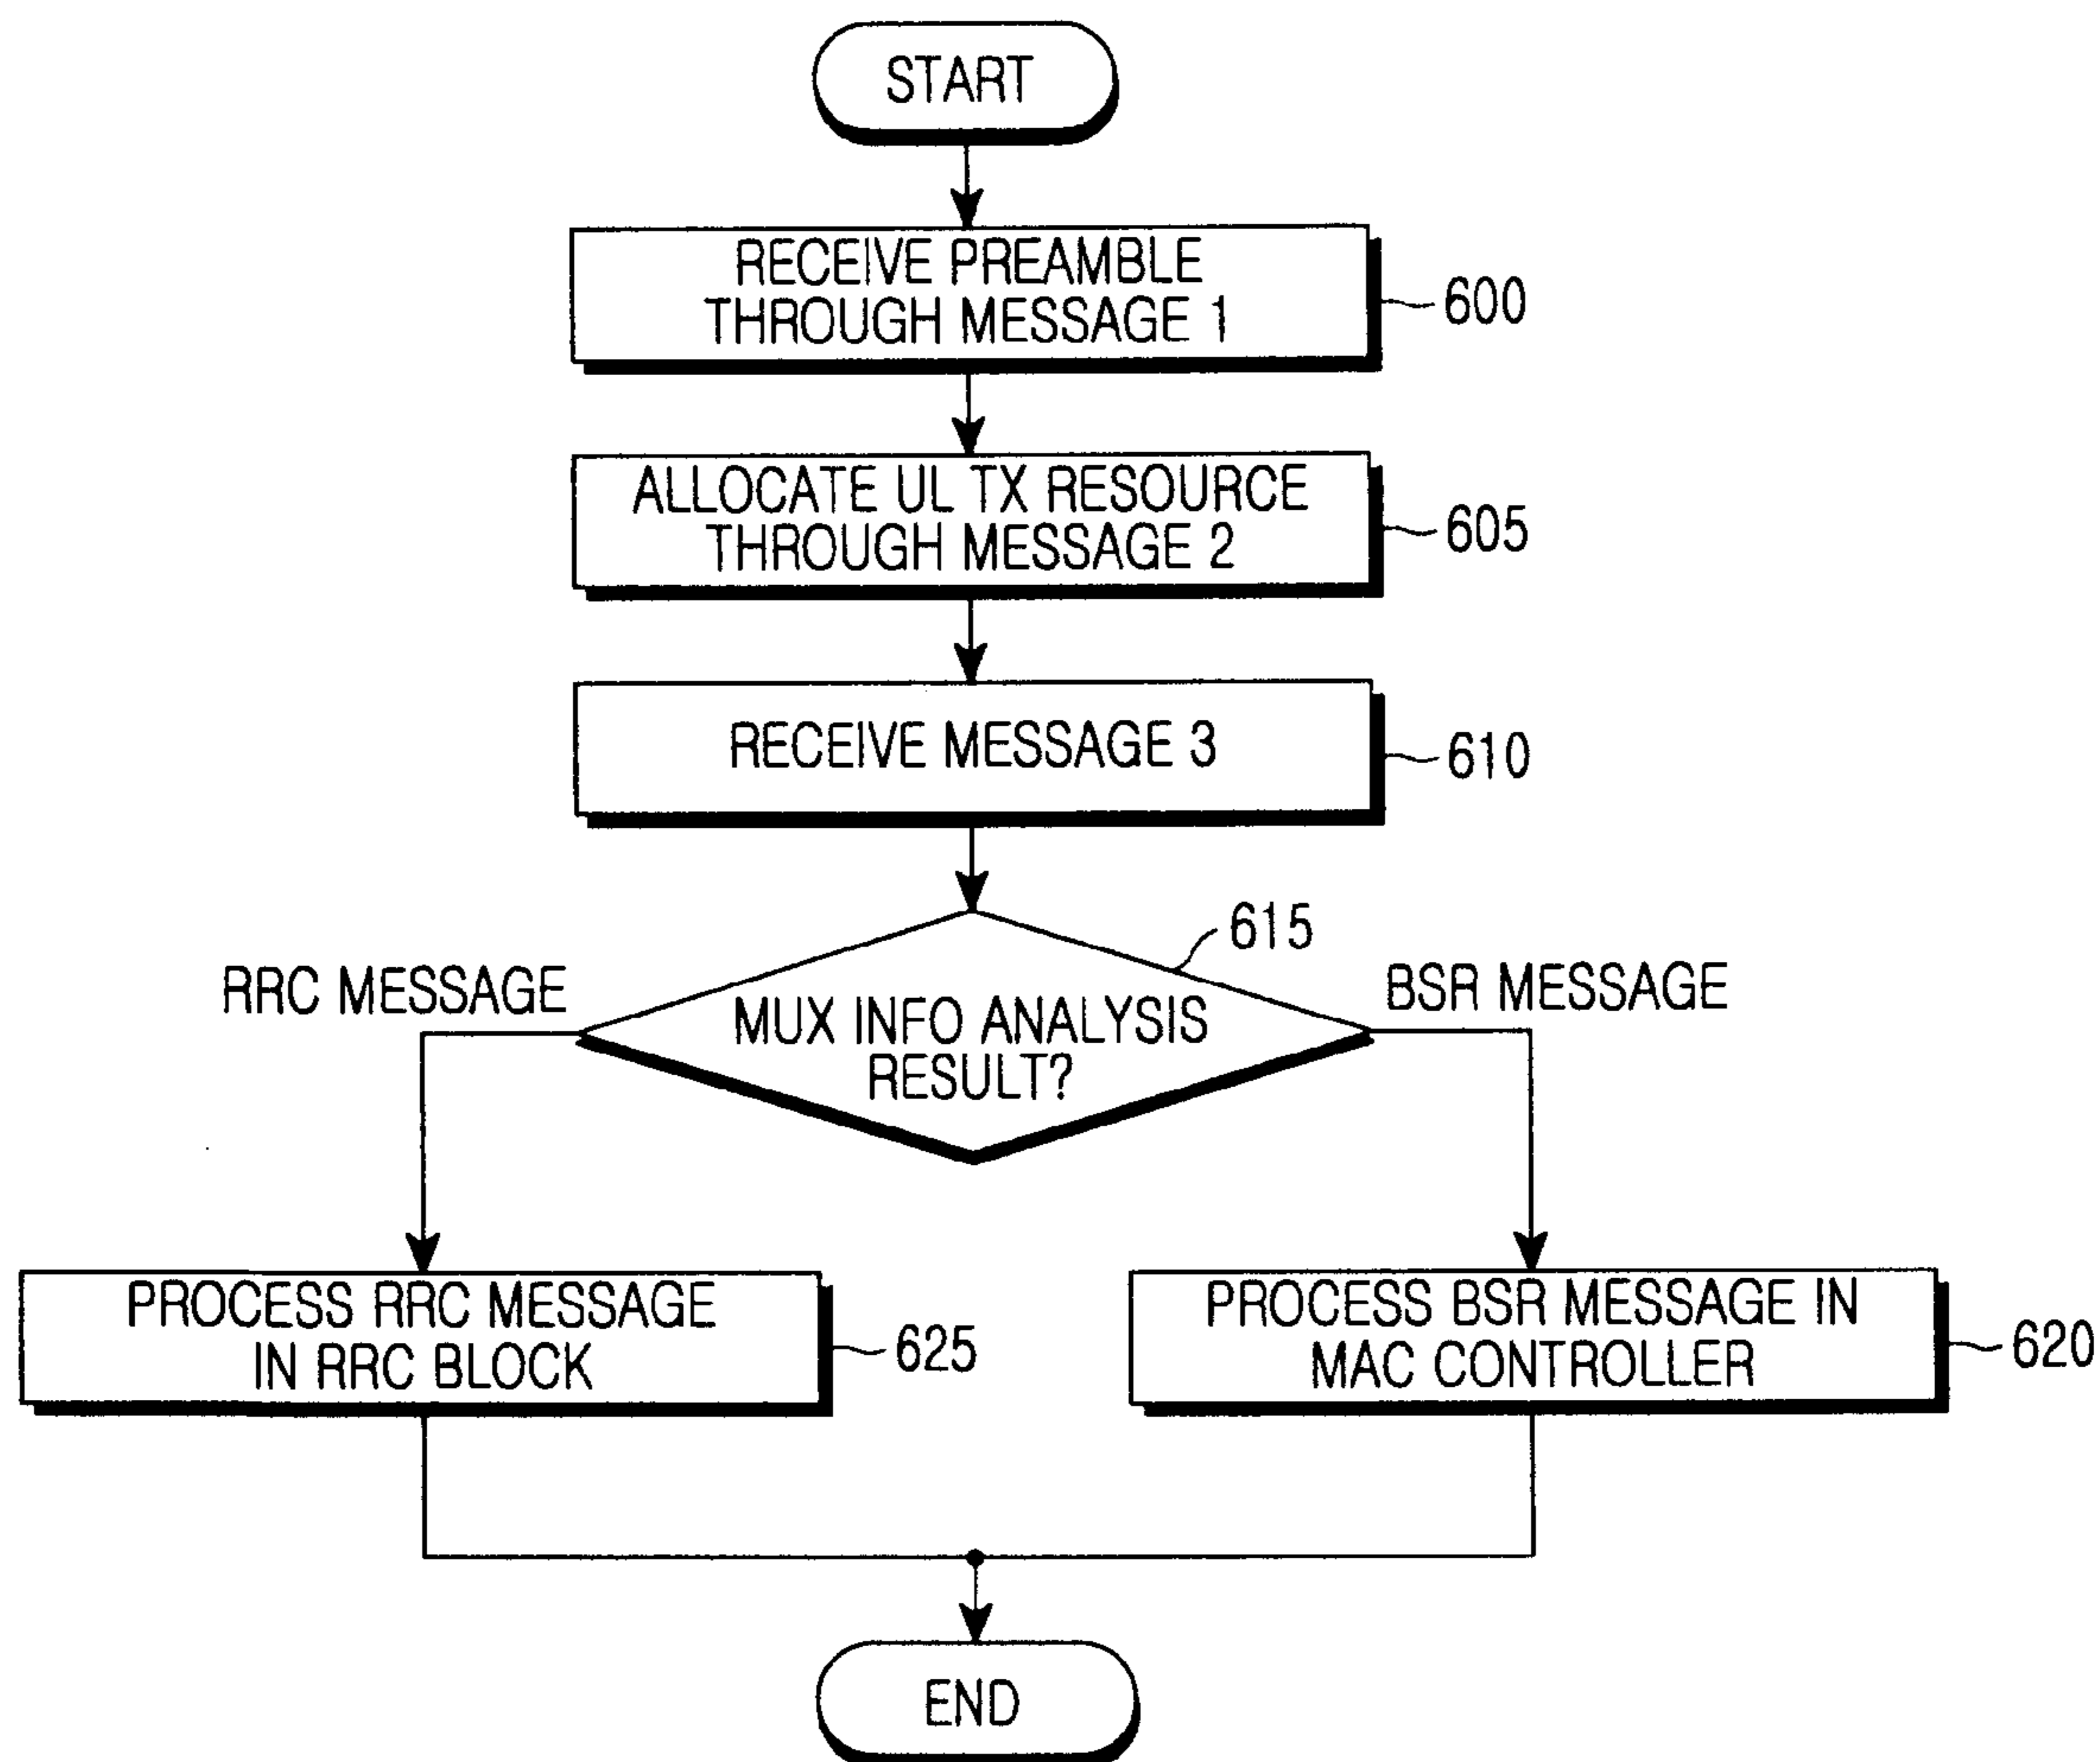 START
RECEIVE PREAMBLE
THROUGH MESSAGE 1
600
ALLOCATE UL TX RESOURCE
THROUGH MESSAGE 2
605
RECEIVE MESSAGE 3
610
615
RRC MESSAGE
BSR MESSAGE
MUX INFO ANALYSIS
RESULT?
PROCESS RRC MESSAGE
IN RRC BLOCK
625
PROCESS BSR MESSAGE IN
MAC CONTROLLER
620
END